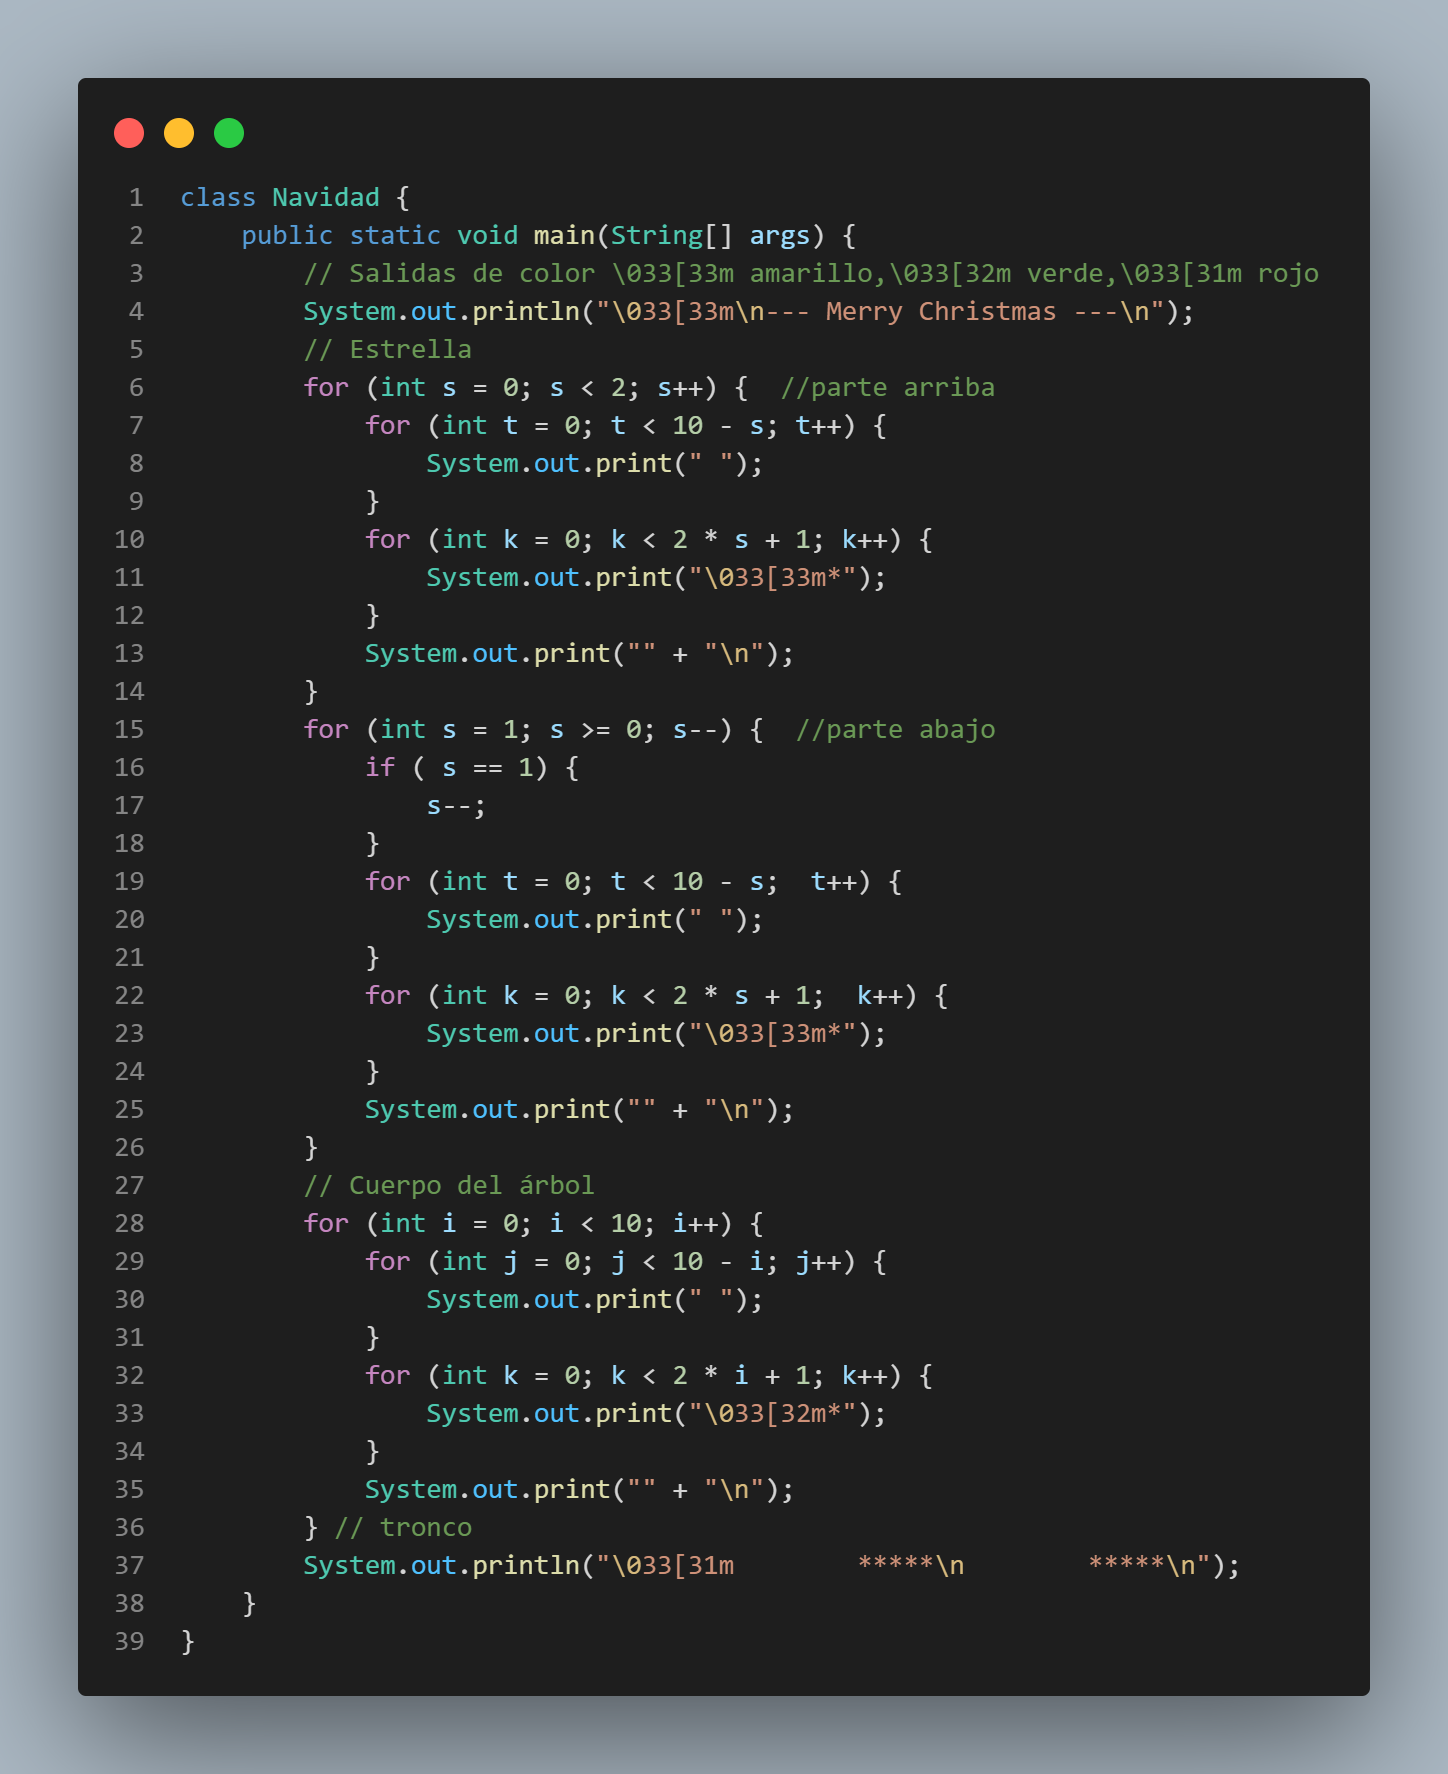 1 class Navidad {
2     public static void main(String[] args) {
3         // Salidas de color \033[33m amarillo,\033[32m verde,\033[31m rojo
4         System.out.println("\033[33m\n--- Merry Christmas ---\n");
5         // Estrella
6         for (int s = 0; s < 2; s++) {  //parte arriba
7             for (int t = 0; t < 10 - s; t++) {
8                 System.out.print(" ");
9             }
10             for (int k = 0; k < 2 * s + 1; k++) {
11                 System.out.print("\033[33m*");
12             }
13             System.out.print("" + "\n");
14         }
15         for (int s = 1; s >= 0; s--) {  //parte abajo
16             if ( s == 1) {
17                 s--;
18             }
19             for (int t = 0; t < 10 - s;  t++) {
20                 System.out.print(" ");
21             }
22             for (int k = 0; k < 2 * s + 1;  k++) {
23                 System.out.print("\033[33m*");
24             }
25             System.out.print("" + "\n");
26         }
27         // Cuerpo del árbol
28         for (int i = 0; i < 10; i++) {
29             for (int j = 0; j < 10 - i; j++) {
30                 System.out.print(" ");
31             }
32             for (int k = 0; k < 2 * i + 1; k++) {
33                 System.out.print("\033[32m*");
34             }
35             System.out.print("" + "\n");
36         } // tronco
37         System.out.println("\033[31m        *****\n        *****\n");
38     }
39 }